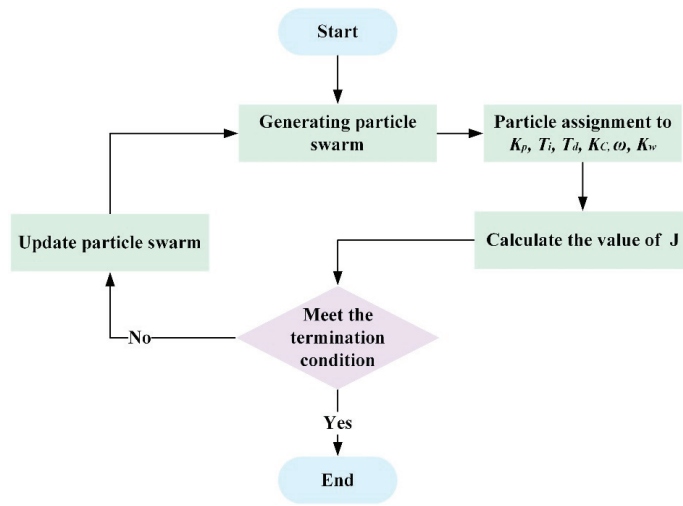 Start
Generating particle
swarm
Particle assignment to
Kp, Ti, Td, KC, ω, Kw
Update particle swarm
Calculate the value of J
Meet the
termination
condition
No
Yes
End